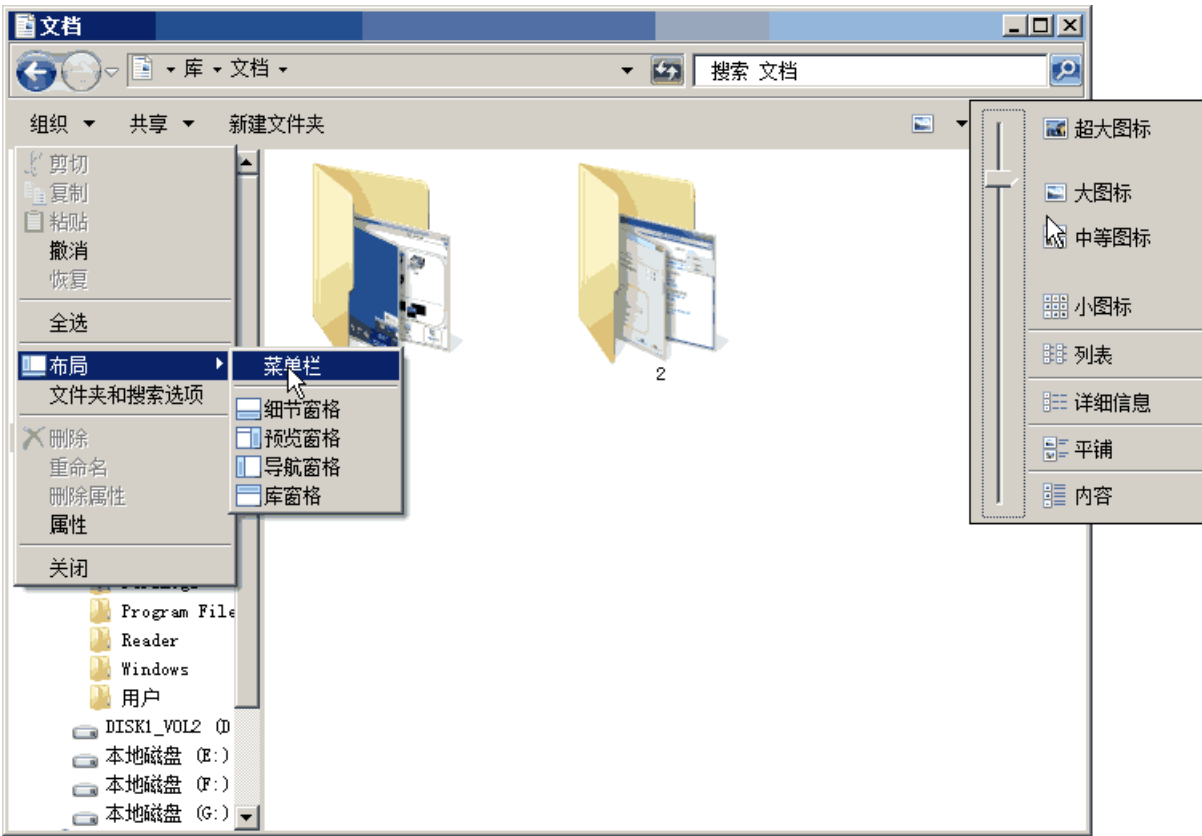 文档
库 文档
搜索 文档
组织 共享 新建文件夹
剪切
复制
粘贴
撤消
恢复
全选
布局
文件夹和搜索选项
删除
重命名
删除属性
属性
关闭
菜单栏
细节窗格
预览窗格
导航窗格
库窗格
2
超大图标
大图标
中等图标
小图标
列表
详细信息
平铺
内容
Program File
Reader
Windows
用户
DISK1_VOL2 (D
本地磁盘 (E:)
本地磁盘 (F:)
本地磁盘 (G:)